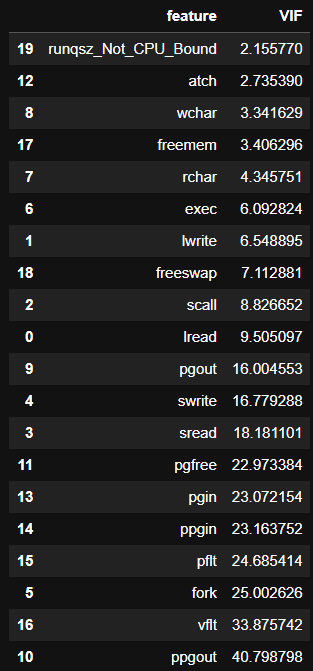 feature VIF
19 runqsz_Not_CPU_Bound 2.155770
12 atch 2.735390
8 wchar 3.341629
17 freemem 3.406296
7 rchar 4.345751
6 exec 6.092824
1 lwrite 6.548895
18 freeswap 7.112881
2 scall 8.826652
0 lread 9.505097
9 pgout 16.004553
4 swrite 16.779288
3 sread 18.181101
11 pgfree 22.973384
13 pgin 23.072154
14 ppgin 23.163752
15 pflt 24.685414
5 fork 25.002626
16 vflt 33.875742
10 ppgout 40.798798